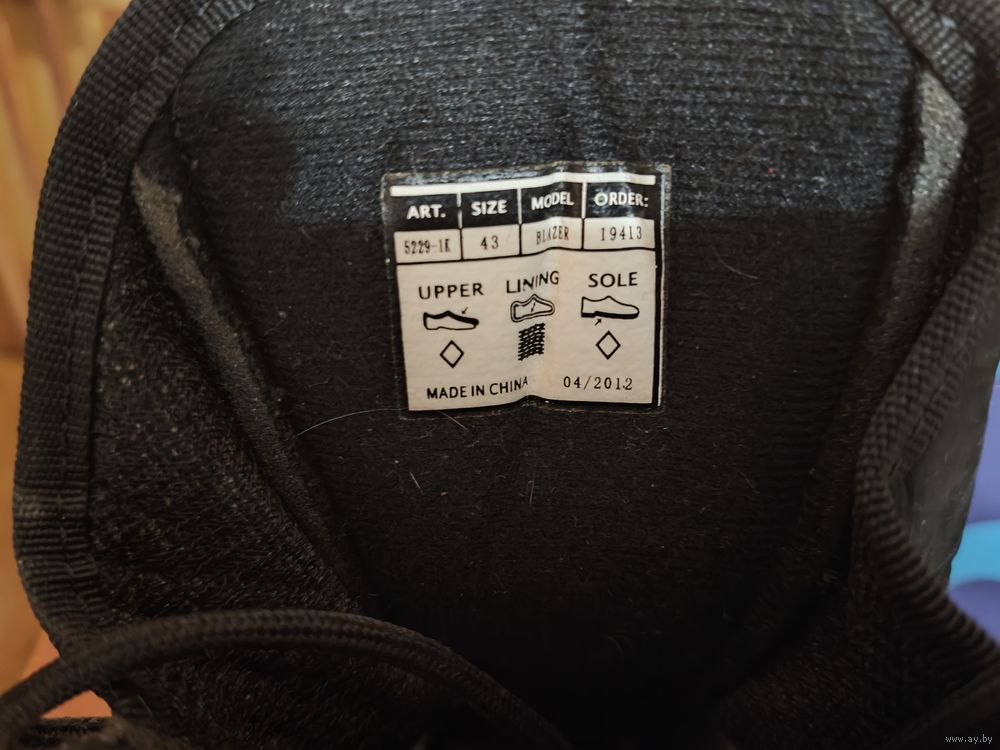 ART. SIZE MODEL ORDER:
5229-1K 43 BLAZER 19413
UPPER LINING SOLE
MADE IN CHINA 04/2012
www.ay.by